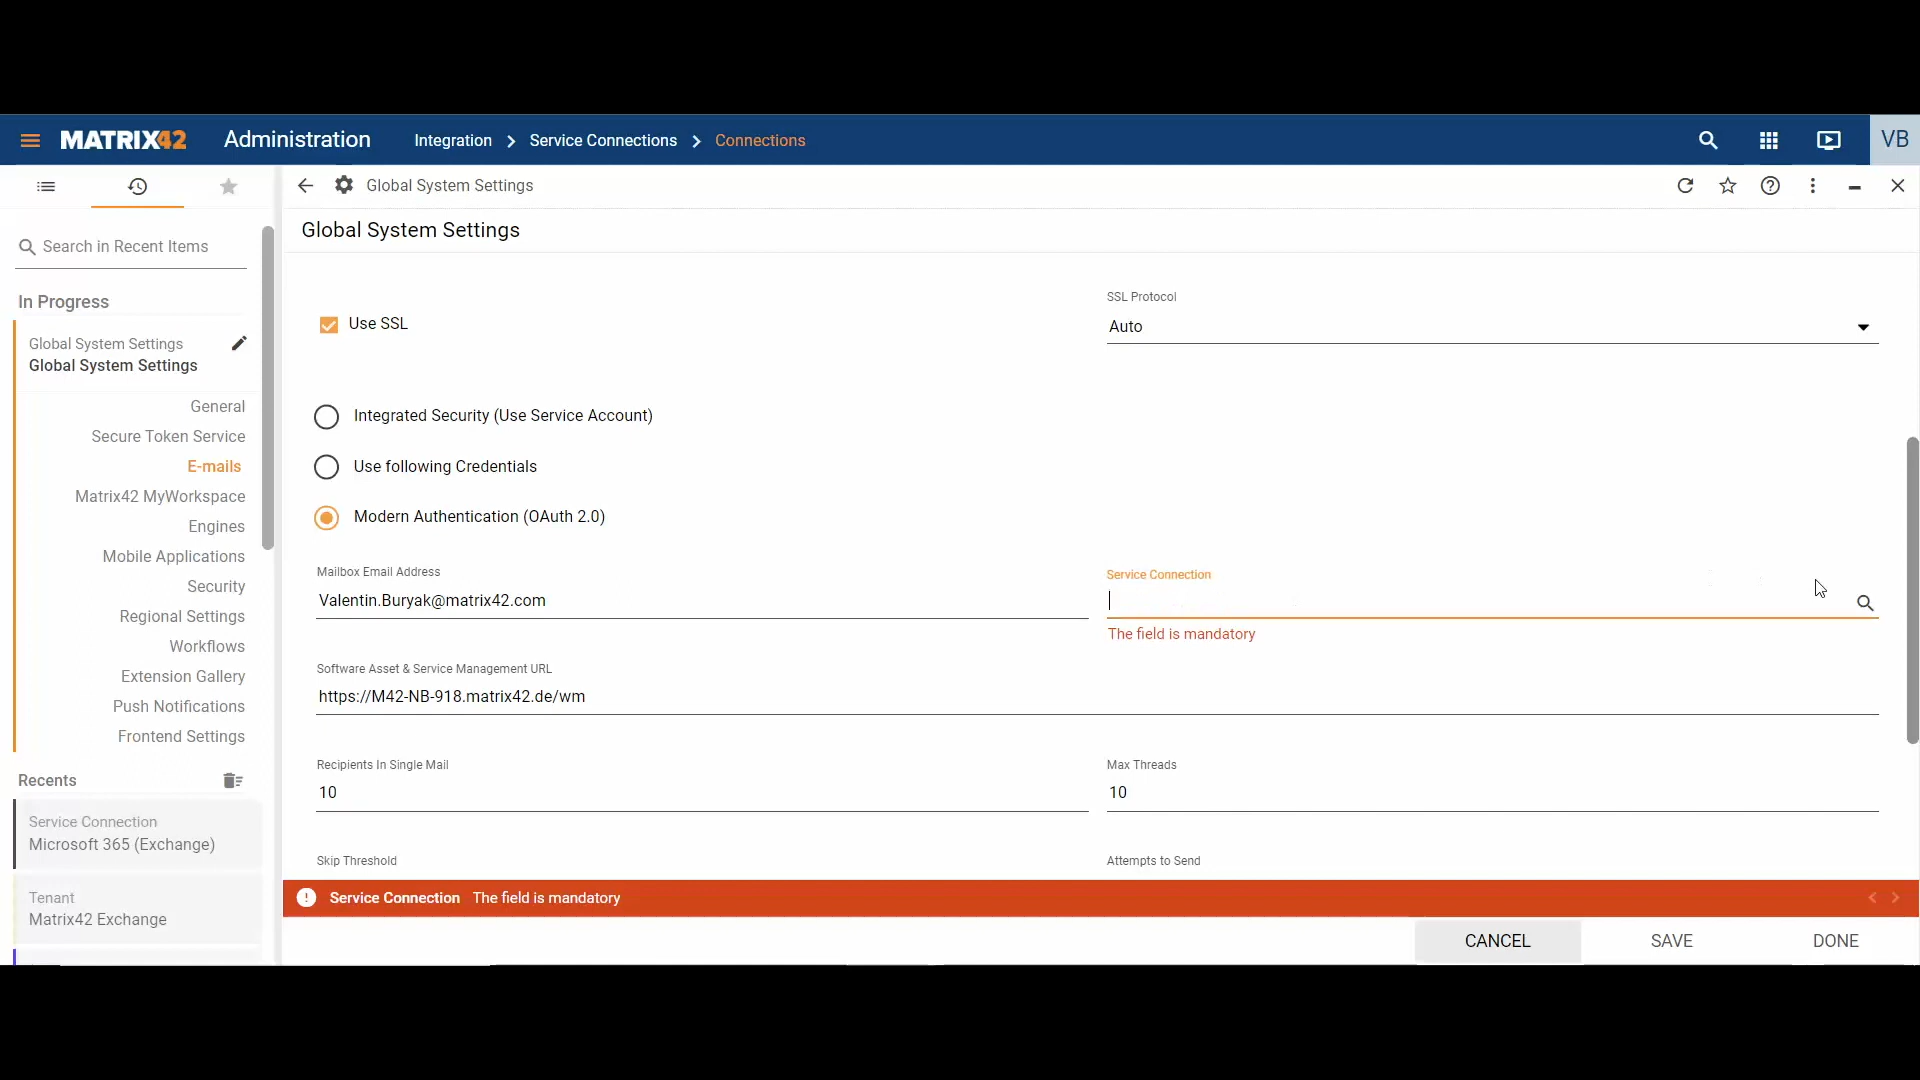 MATRIX42 Administration Integration Service Connections Connections VB
Global System Settings
Global System Settings
Search in Recent Items
In Progress
Global System Settings
Global System Settings
General
Secure Token Service
E-mails
Matrix42 MyWorkspace
Engines
Mobile Applications
Security
Regional Settings
Workflows
Extension Gallery
Push Notifications
Frontend Settings
Recents
Service Connection
Microsoft 365 (Exchange)
Tenant
Matrix42 Exchange
Use SSL
SSL Protocol
Auto
Integrated Security (Use Service Account)
Use following Credentials
Modern Authentication (OAuth 2.0)
Mailbox Email Address
Valentin.Buryak@matrix42.com
Service Connection
The field is mandatory
Software Asset & Service Management URL
https://M42-NB-918.matrix42.de/wm
Recipients In Single Mail
10
Max Threads
10
Skip Threshold
Attempts to Send
Service Connection The field is mandatory
CANCEL SAVE DONE